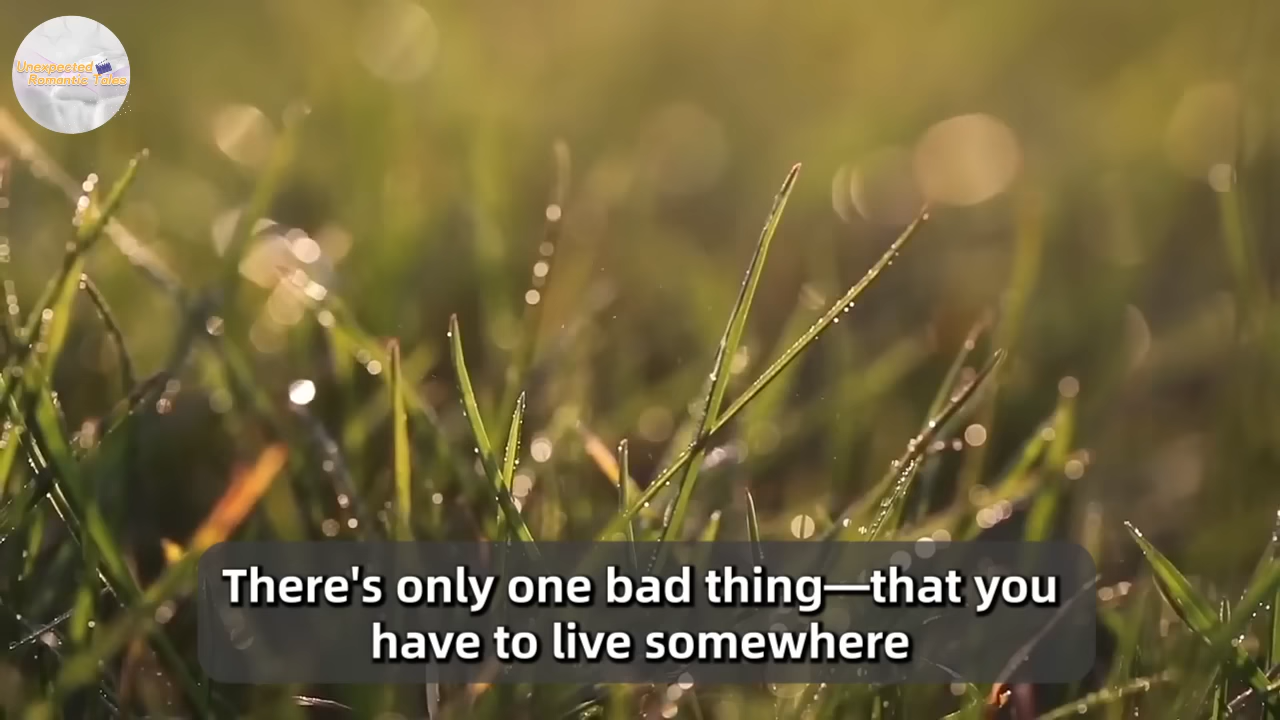 Unexpected
Romantic Tales
There's only one bad thing—that you
have to live somewhere